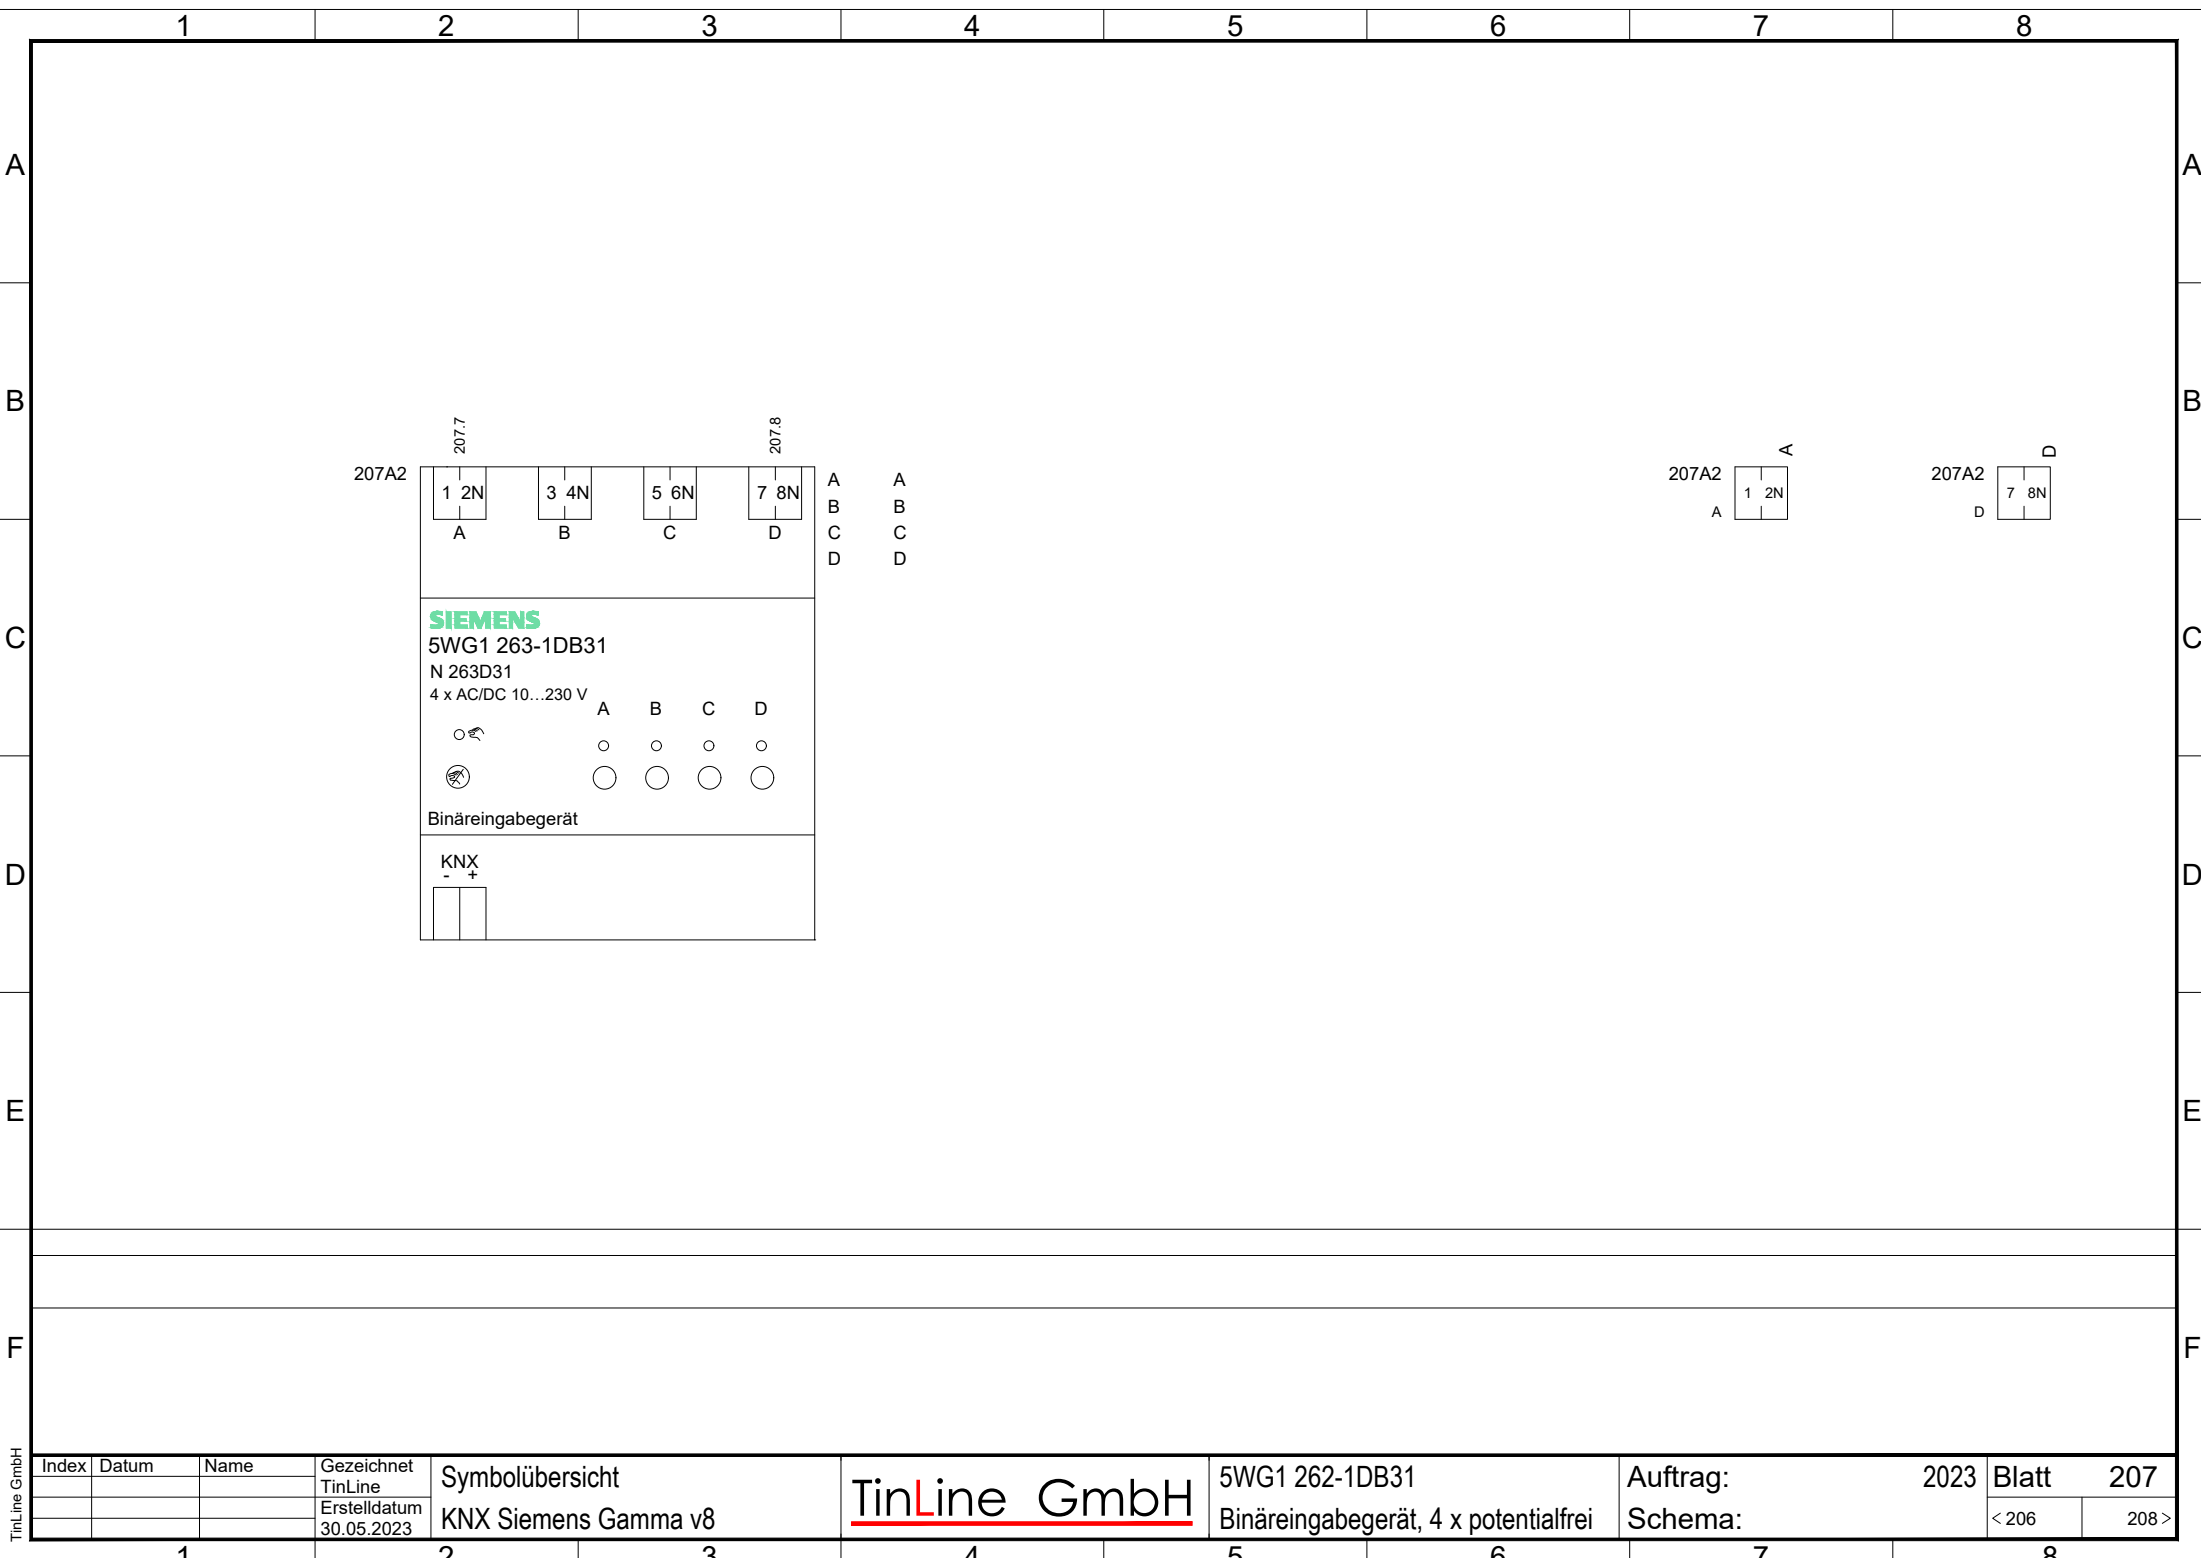 1 2 3 4 5 6 7 8
A A
B B
207.7 207.8
A D
207A2 1 2N 3 4N 5 6N 7 8N A A
207A2 1 2N 207A2 7 8N
B B
A D
A B C D C C
D D
SIEMENS
C C
5WG1 263-1DB31
N 263D31
4 x AC/DC 10...230 V
A B C D
Binäreingabegerät
KNX
- +
D D
E E
F F
TinLine GmbH
Index Datum Name Gezeichnet
TinLine
Erstelldatum
30.05.2023
Symbolübersicht
KNX Siemens Gamma v8
TinLine GmbH
5WG1 262-1DB31
Binäreingabegerät, 4 x potentialfrei
Auftrag: 2023
Schema:
Blatt 207
< 206 208 >
1 2 3 4 5 6 7 8